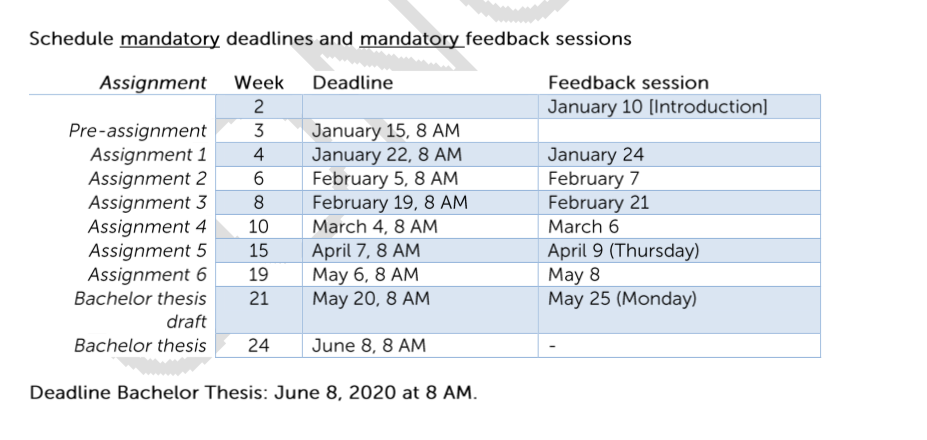 Schedule mandatory deadlines and mandatory feedback sessions
Assignment Week Deadline Feedback session
2 January 10 [Introduction]
Pre-assignment 3 January 15, 8 AM
Assignment 1 4 January 22, 8 AM January 24
Assignment 2 6 February 5, 8 AM February 7
Assignment 3 8 February 19, 8 AM February 21
Assignment 4 10 March 4, 8 AM March 6
Assignment 5 15 April 7, 8 AM April 9 (Thursday)
Assignment 6 19 May 6, 8 AM May 8
Bachelor thesis 21 May 20, 8 AM May 25 (Monday)
draft
Bachelor thesis 24 June 8, 8 AM -
Deadline Bachelor Thesis: June 8, 2020 at 8 AM.